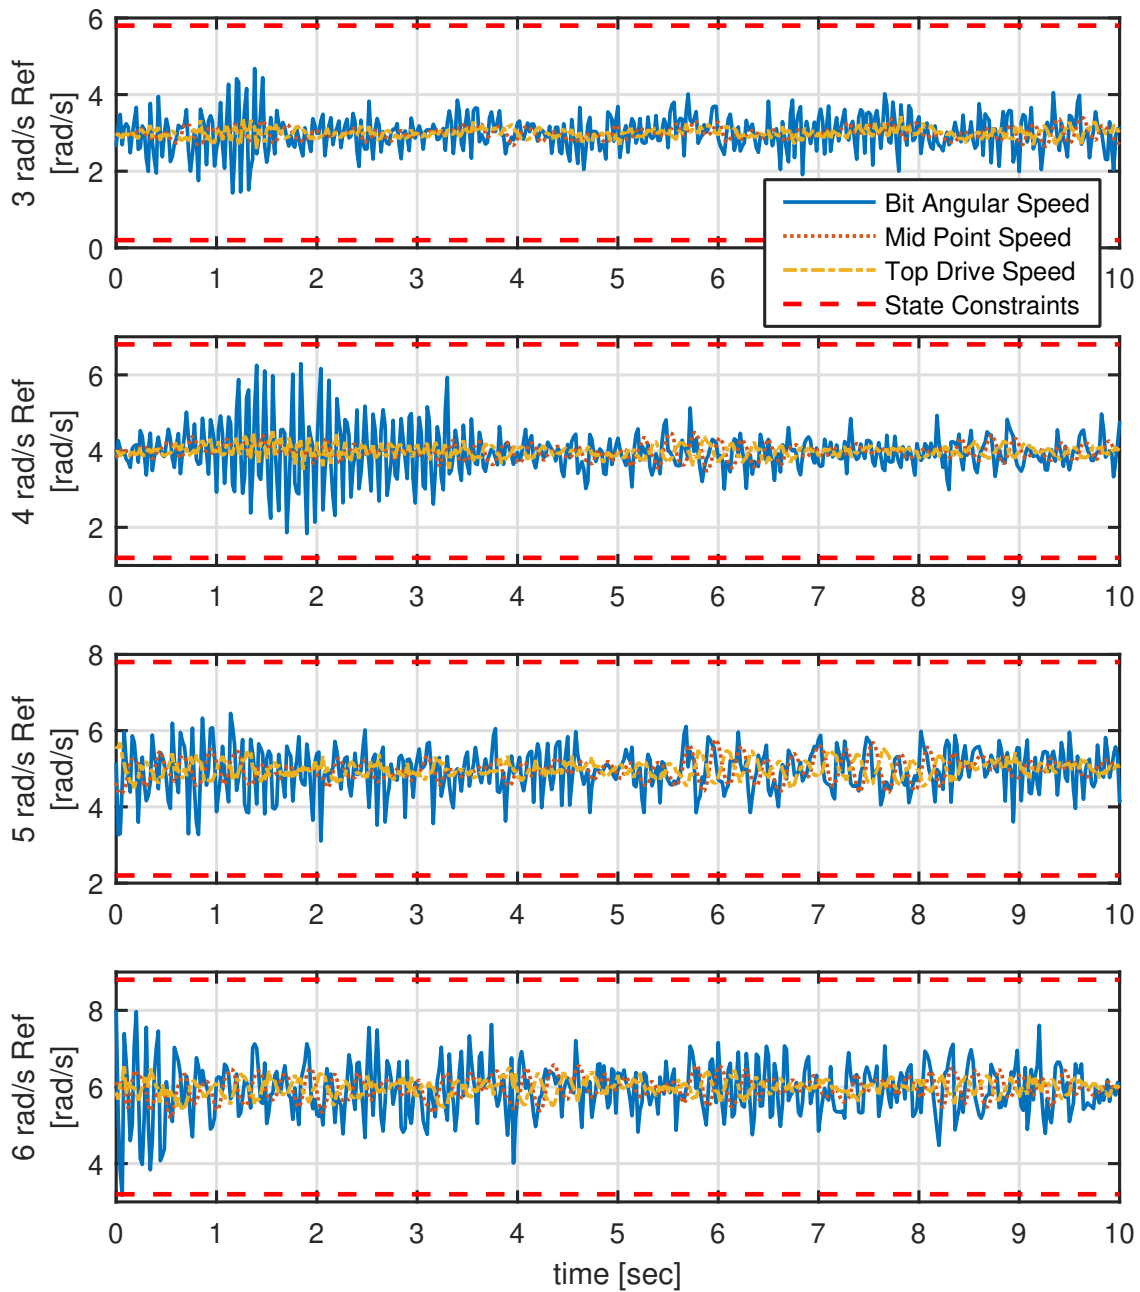 3 rad/s Ref
[rad/s]
6
4
2
0
0 1 2 3 4 5 6 7 8 9 10
Bit Angular Speed
Mid Point Speed
Top Drive Speed
State Constraints
4 rad/s Ref
[rad/s]
6
4
2
0 1 2 3 4 5 6 7 8 9 10
5 rad/s Ref
[rad/s]
8
6
4
2
0 1 2 3 4 5 6 7 8 9 10
6 rad/s Ref
[rad/s]
8
6
4
0 1 2 3 4 5 6 7 8 9 10
time [sec]